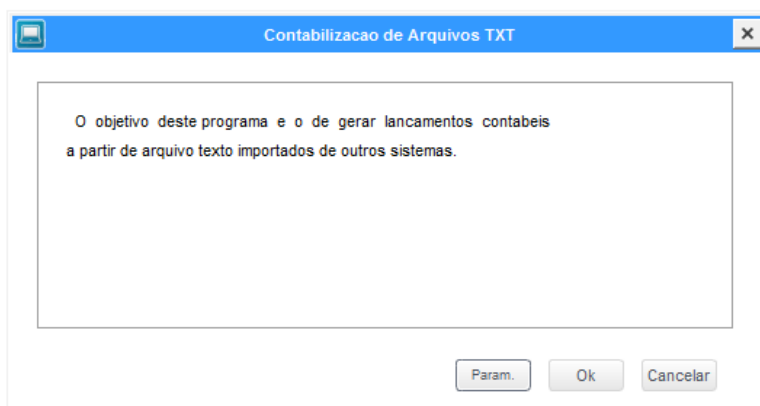 Contabilizacao de Arquivos TXT
O objetivo deste programa e o de gerar lancamentos contabeis
a partir de arquivo texto importados de outros sistemas.
Param. Ok Cancelar